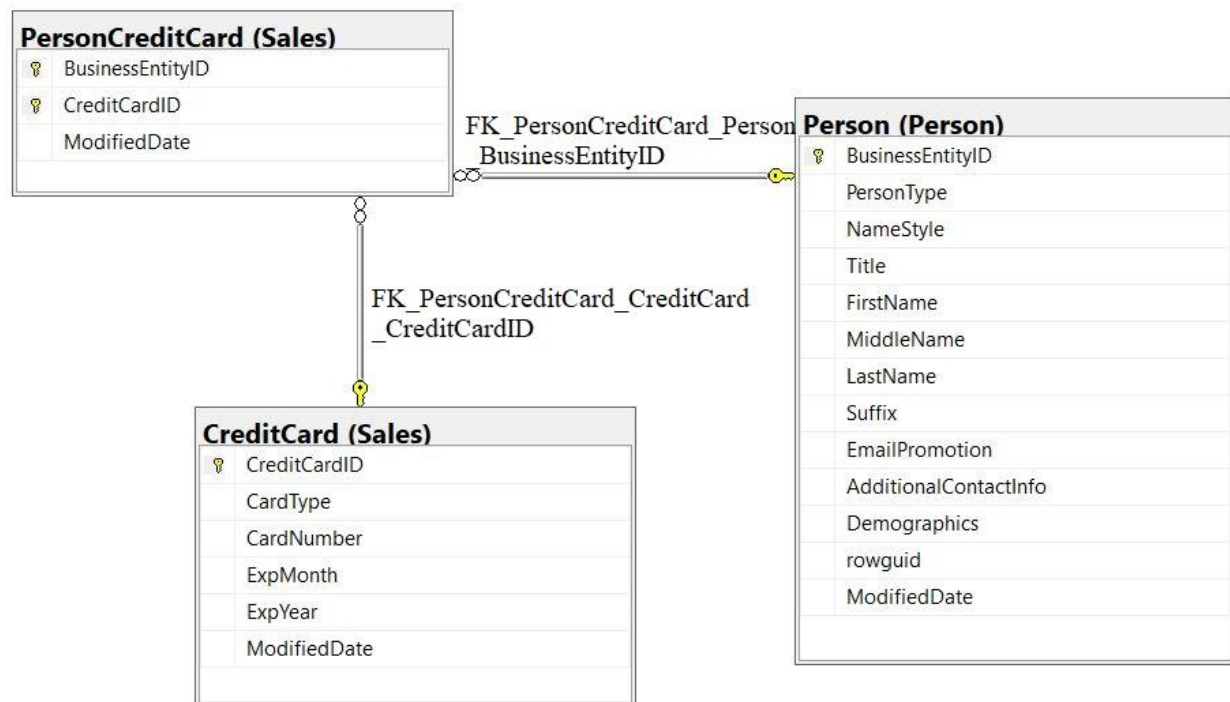 PersonCreditCard (Sales)
BusinessEntityID
CreditCardID
ModifiedDate
FK_PersonCreditCard_Person
_BusinessEntityID
Person (Person)
BusinessEntityID
PersonType
NameStyle
Title
FirstName
MiddleName
LastName
Suffix
EmailPromotion
AdditionalContactInfo
Demographics
rowguid
ModifiedDate
FK_PersonCreditCard_CreditCard
_CreditCardID
CreditCard (Sales)
CreditCardID
CardType
CardNumber
ExpMonth
ExpYear
ModifiedDate